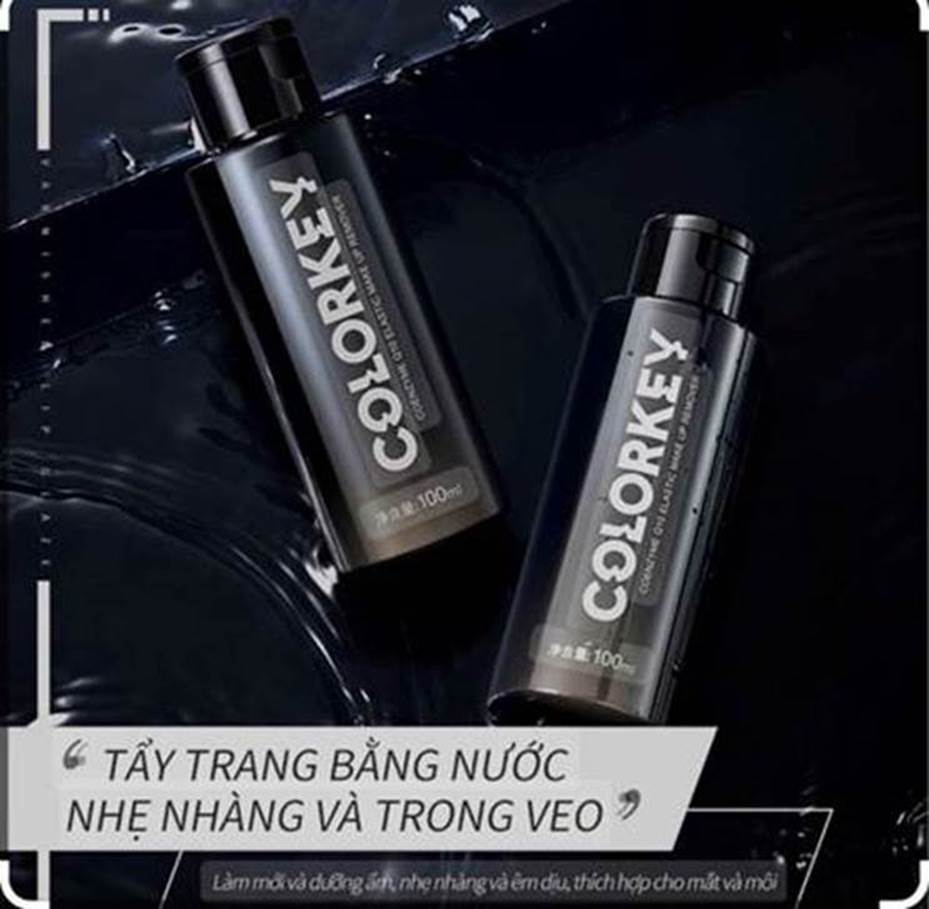 COLORKEY
COENZYME Q10 ELASTIC MAKE UP REMOVER
净含量:100ml
COLORKEY
COENZYME Q10 ELASTIC MAKE UP REMOVER
净含量:100ml
“ TẨY TRANG BẰNG NƯỚC
NHẸ NHÀNG VÀ TRONG VEO ”
Làm mới và dưỡng ẩm, nhẹ nhàng và êm dịu, thích hợp cho mắt và môi